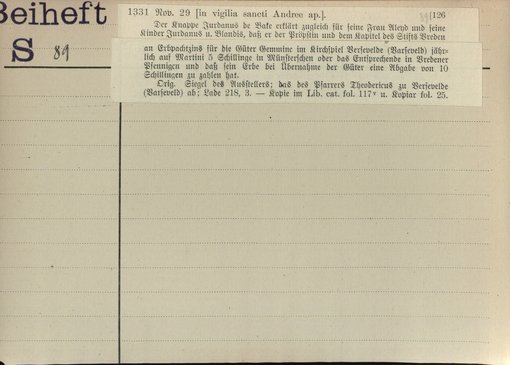 Beiheft
S 89
1331 Nov. 29 [in vigilia sancti Andree ap.]. [126
Der Knappe Jurdanus de Bake erklärt zugleich für seine Frau Aleyd und seine
Kinder Jurdanus u. Blandis, daß er der Pröpstin und dem Kapitel des Stifts Vreden
an Erbpachtzins für die Güter Gemninc im Kirchspiel Versevelde (Varseveld) jähr-
lich auf Martini 5 Schillinge in Münsterschen oder das Entsprechende in Vredener
Pfennigen und daß sein Erbe bei Übernahme der Güter eine Abgabe von 10
Schillingen zu zahlen hat.
Orig. Siegel des Ausstellers; das des Pfarrers Theodericus zu Versevelde
(Varseveld) ab; Lade 218, 3. — Kopie im Lib. cat. fol. 117v u. Kopiar fol. 25.